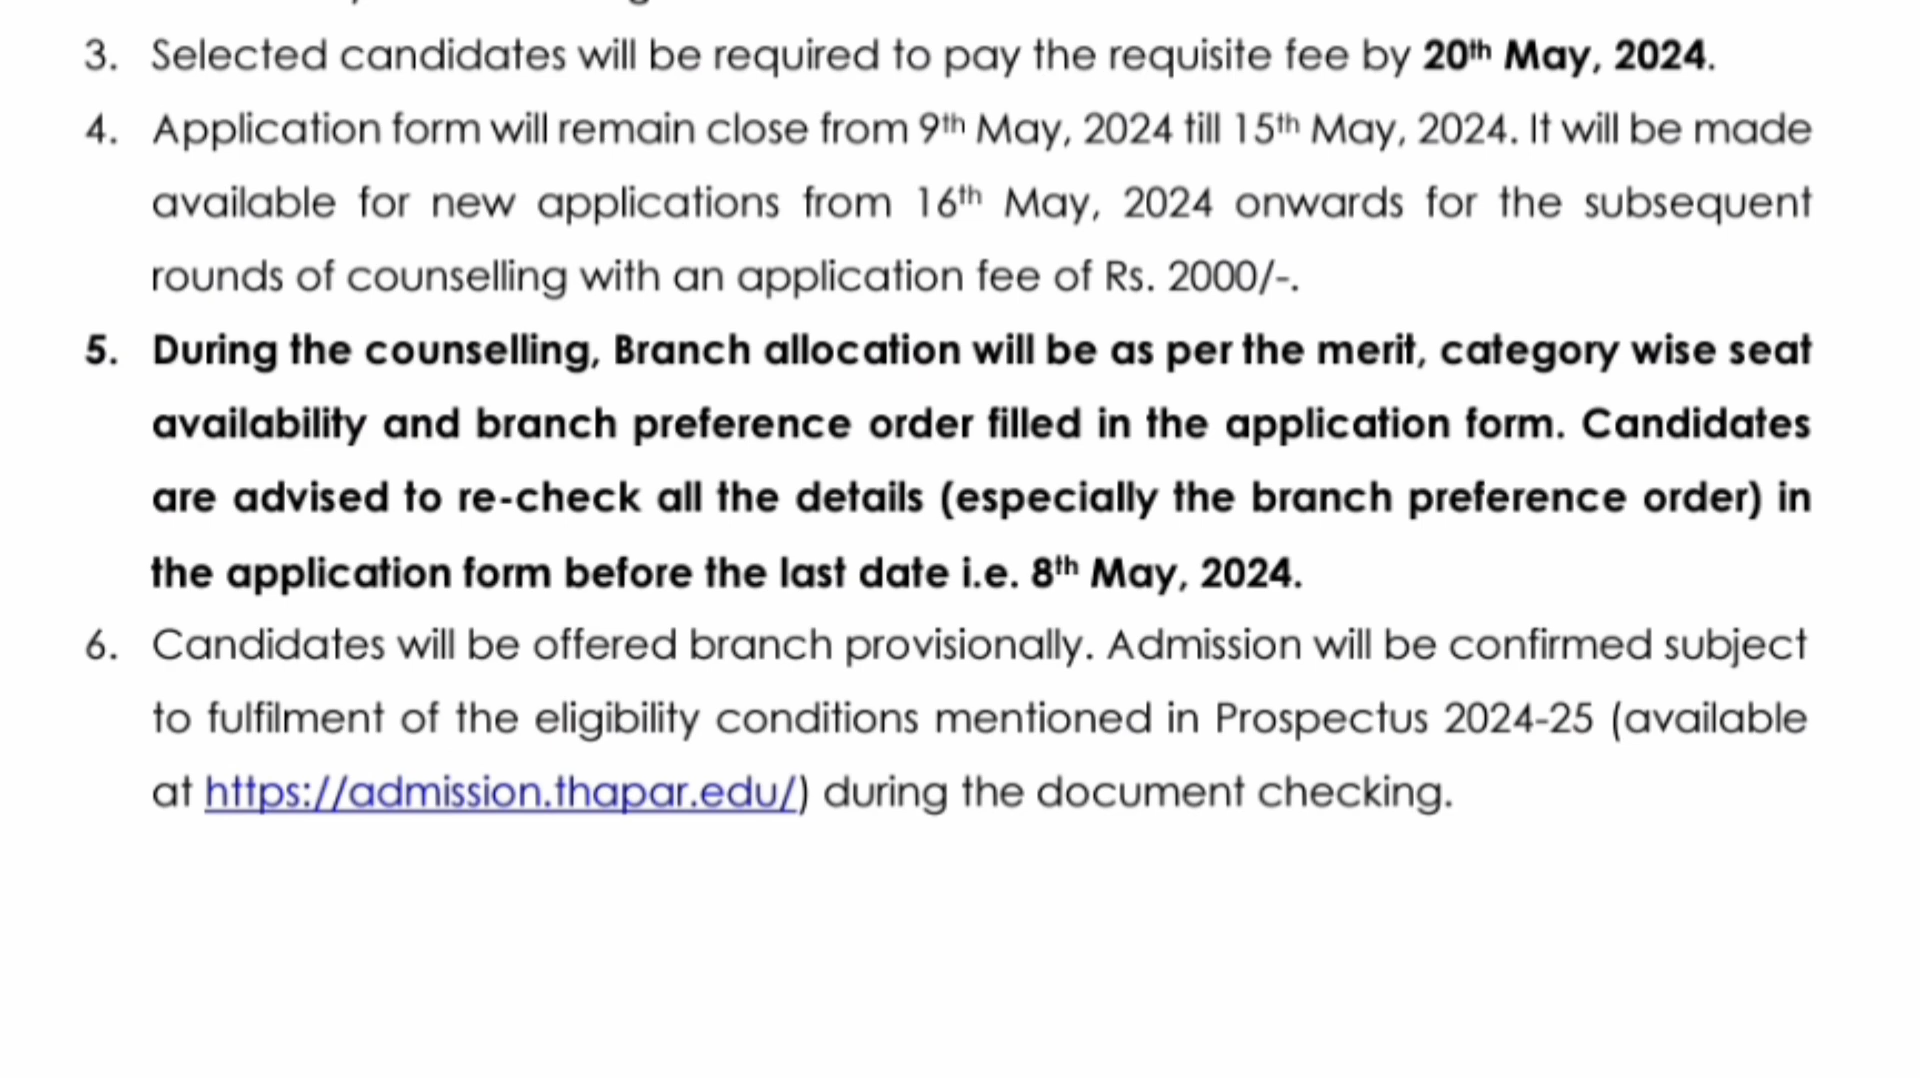 3. Selected candidates will be required to pay the requisite fee by 20th May, 2024.
4. Application form will remain close from 9th May, 2024 till 15th May, 2024. It will be made
available for new applications from 16th May, 2024 onwards for the subsequent
rounds of counselling with an application fee of Rs. 2000/-.
5. During the counselling, Branch allocation will be as per the merit, category wise seat
availability and branch preference order filled in the application form. Candidates
are advised to re-check all the details (especially the branch preference order) in
the application form before the last date i.e. 8th May, 2024.
6. Candidates will be offered branch provisionally. Admission will be confirmed subject
to fulfilment of the eligibility conditions mentioned in Prospectus 2024-25 (available
at https://admission.thapar.edu/) during the document checking.